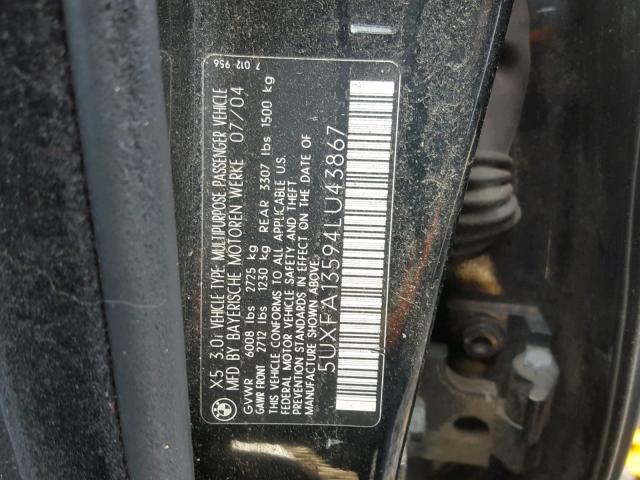 X5 3.0i VEHICLE TYPE: MULTIPURPOSE PASSENGER VEHICLE
MFD BY BAYERISCHE MOTOREN WERKE 07/04
GVWR 6008 lbs 2725 kg
GAWR FRONT 2712 lbs 1230 kg REAR 3307 lbs 1500 kg
THIS VEHICLE CONFORMS TO ALL APPLICABLE U.S.
FEDERAL MOTOR VEHICLE SAFETY AND THEFT
PREVENTION STANDARDS IN EFFECT ON THE DATE OF
MANUFACTURE SHOWN ABOVE.
5UXFA13594LU43867
7 012 956